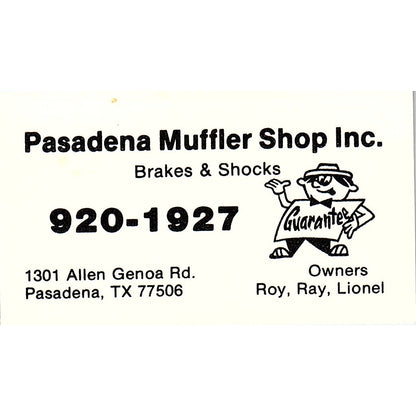 Pasadena Muffler Shop Inc.
Brakes & Shocks
920-1927
Guarantee
1301 Allen Genoa Rd.
Pasadena, TX 77506
Owners
Roy, Ray, Lionel